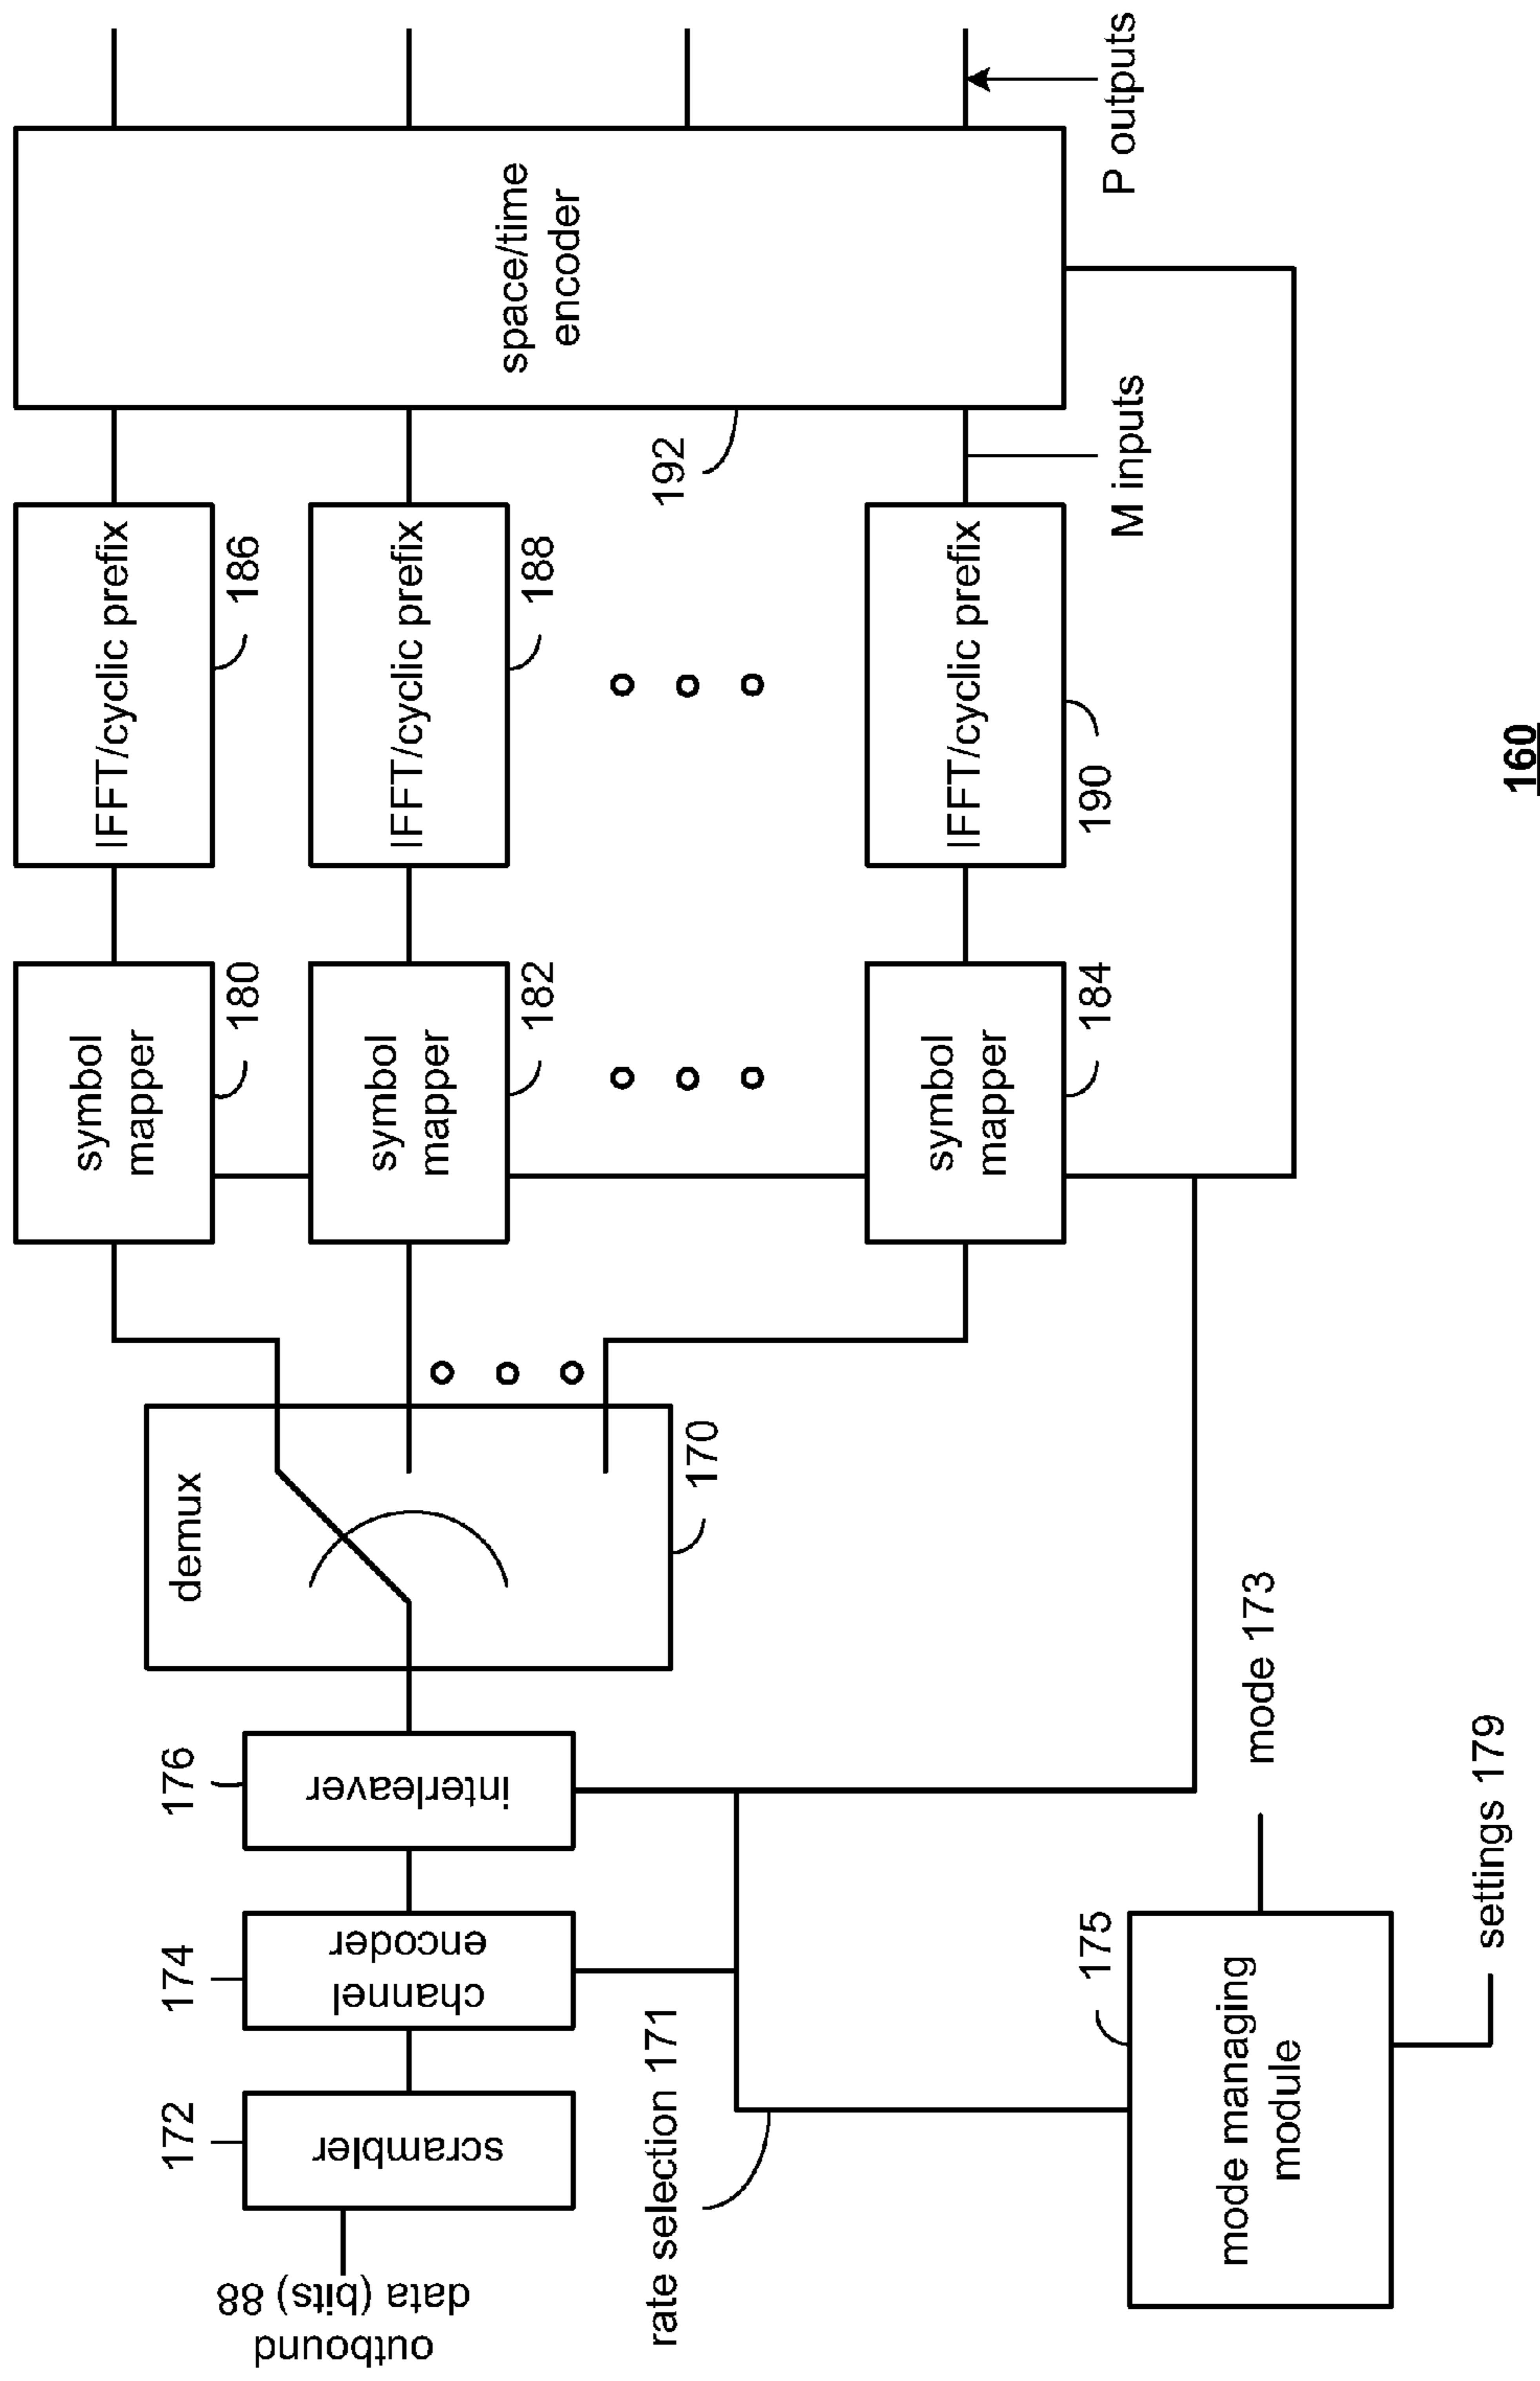 outbound
data (bits) 88
172
scrambler
174
channel
encoder
176
interleaver
demux
170
symbol
mapper
180
symbol
mapper
182
symbol
mapper
184
IFFT/cyclic prefix
186
IFFT/cyclic prefix
188
IFFT/cyclic prefix
190
M inputs
192
space/time
encoder
P outputs
rate selection 171
175
mode managing
module
mode 173
settings 179
160